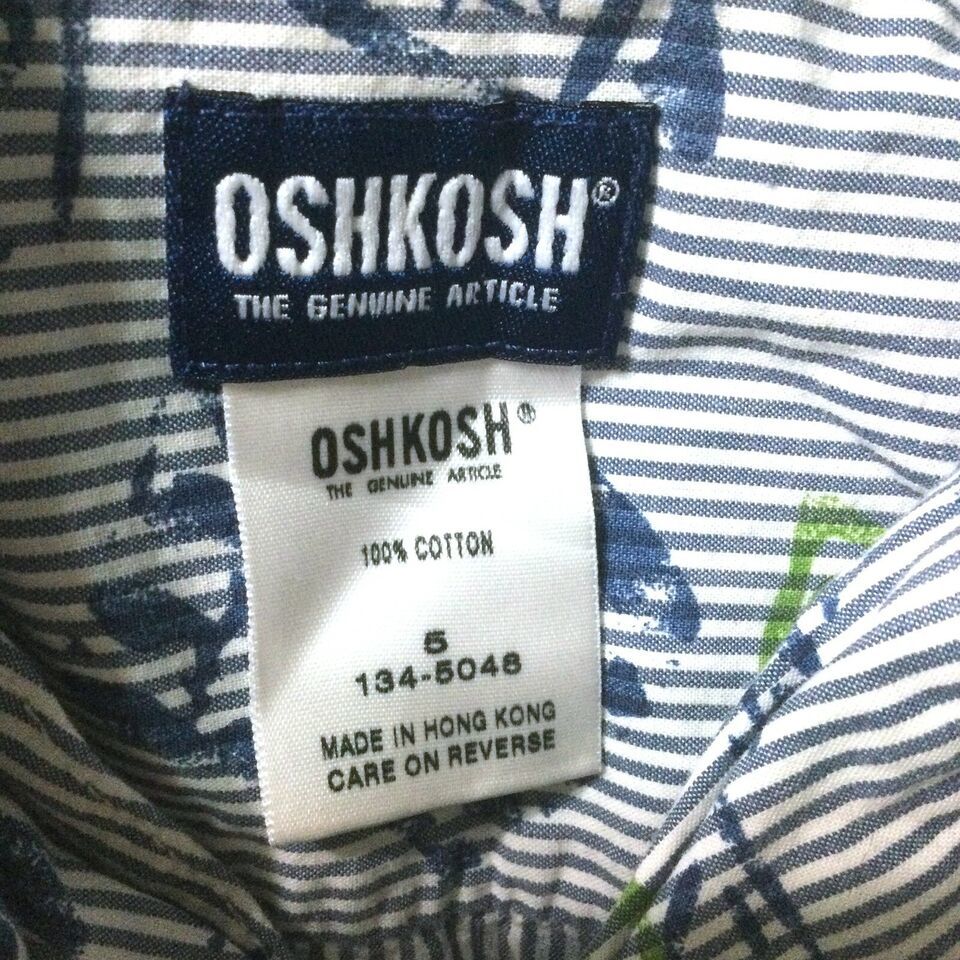 OSHKOSH®
THE GENUINE ARTICLE
OSHKOSH®
THE GENUINE ARTICLE
100% COTTON
5
134-5048
MADE IN HONG KONG
CARE ON REVERSE